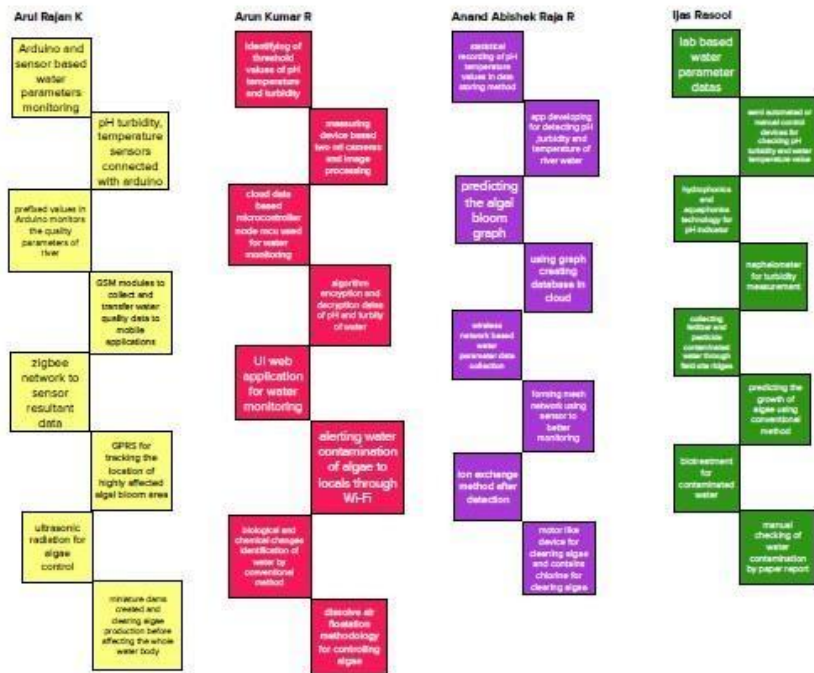 Arul Rajan K
Arduino and
sensor based
water
parameters
monitoring
pH turbidity,
temperature
sensors
connected
with arduino
prefixed values in
Arduino monitors
the quality
parameters of
river
GSM modules to
collect and
transfer water
quality data to
mobile
applications
zigbee
network to
sensor
resultant
data
GPRS for
tracking the
location of
highly affected
algal bloom area
ultrasonic
radiation for
algae
control
miniature dams
created and
clearing algae
production before
affecting the whole
water body
Arun Kumar R
Identifying of
threshold
values of pH
temperature
and turbidity
measuring
device based
two cameras
and image
processing
cloud data
based
microcontroller
node mcu used
for water
monitoring
algorithm
encryption and
decryption of
pH and
of water
UI web
application
for water
monitoring
alerting water
contamination
of algae to
locals through
Wi-Fi
biological and
chemical changes
identification of
water by
conventional
method
dissolve air
floatation
methodology
for controlling
algae
Anand Abishek Raja R
statistical
recording of pH
temperature
values in data
storing method
app developing
for detecting pH
,turbidity and
temperature of
river water
predicting
the algal
bloom
graph
using graph
creating
database in
cloud
wireless
network based
water
parameter data
collection
forming mesh
network using
sensor to
better
monitoring
ion exchange
method after
detection
motor like
device for
clearing algae
and contains
chlorine for
clearing algae
Ijas Rasool
lab based
water
parameter
datas
semi automated or
manual control
devices for
checking pH
turbidity and water
temperature value
and
technology for
pH indicator
nephelometer
for turbidity
measurement
collecting
and
pesticide
contaminated
water through
field site ridges
predicting
the growth of
algae using
conventional
method
biotreatment
for
contaminated
water
manual
checking of
water
contamination
by paper report